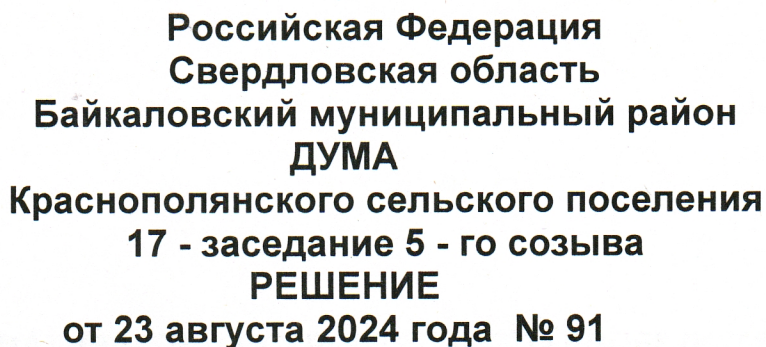 Российская Федерация
Свердловская область
Байкаловский муниципальный район
ДУМА
Краснополянского сельского поселения
17 - заседание 5 - го созыва
РЕШЕНИЕ
от 23 августа 2024 года № 91